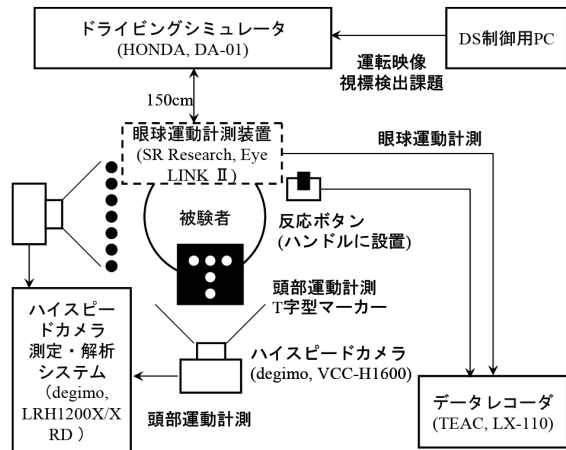 ドライビングシミュレータ
(HONDA, DA-01)
DS制御用PC
運転映像
視標検出課題
150cm
眼球運動計測装置
(SR Research, Eye
LINK Ⅱ)
眼球運動計測
被験者
反応ボタン
(ハンドルに設置)
頭部運動計測
T字型マーカー
ハイスピー
ドカメラ
測定・解析
システム
（degimo,
LRH1200X/X
RD ）
ハイスピードカメラ
(degimo, VCC-H1600)
頭部運動計測
データレコーダ
(TEAC, LX-110)